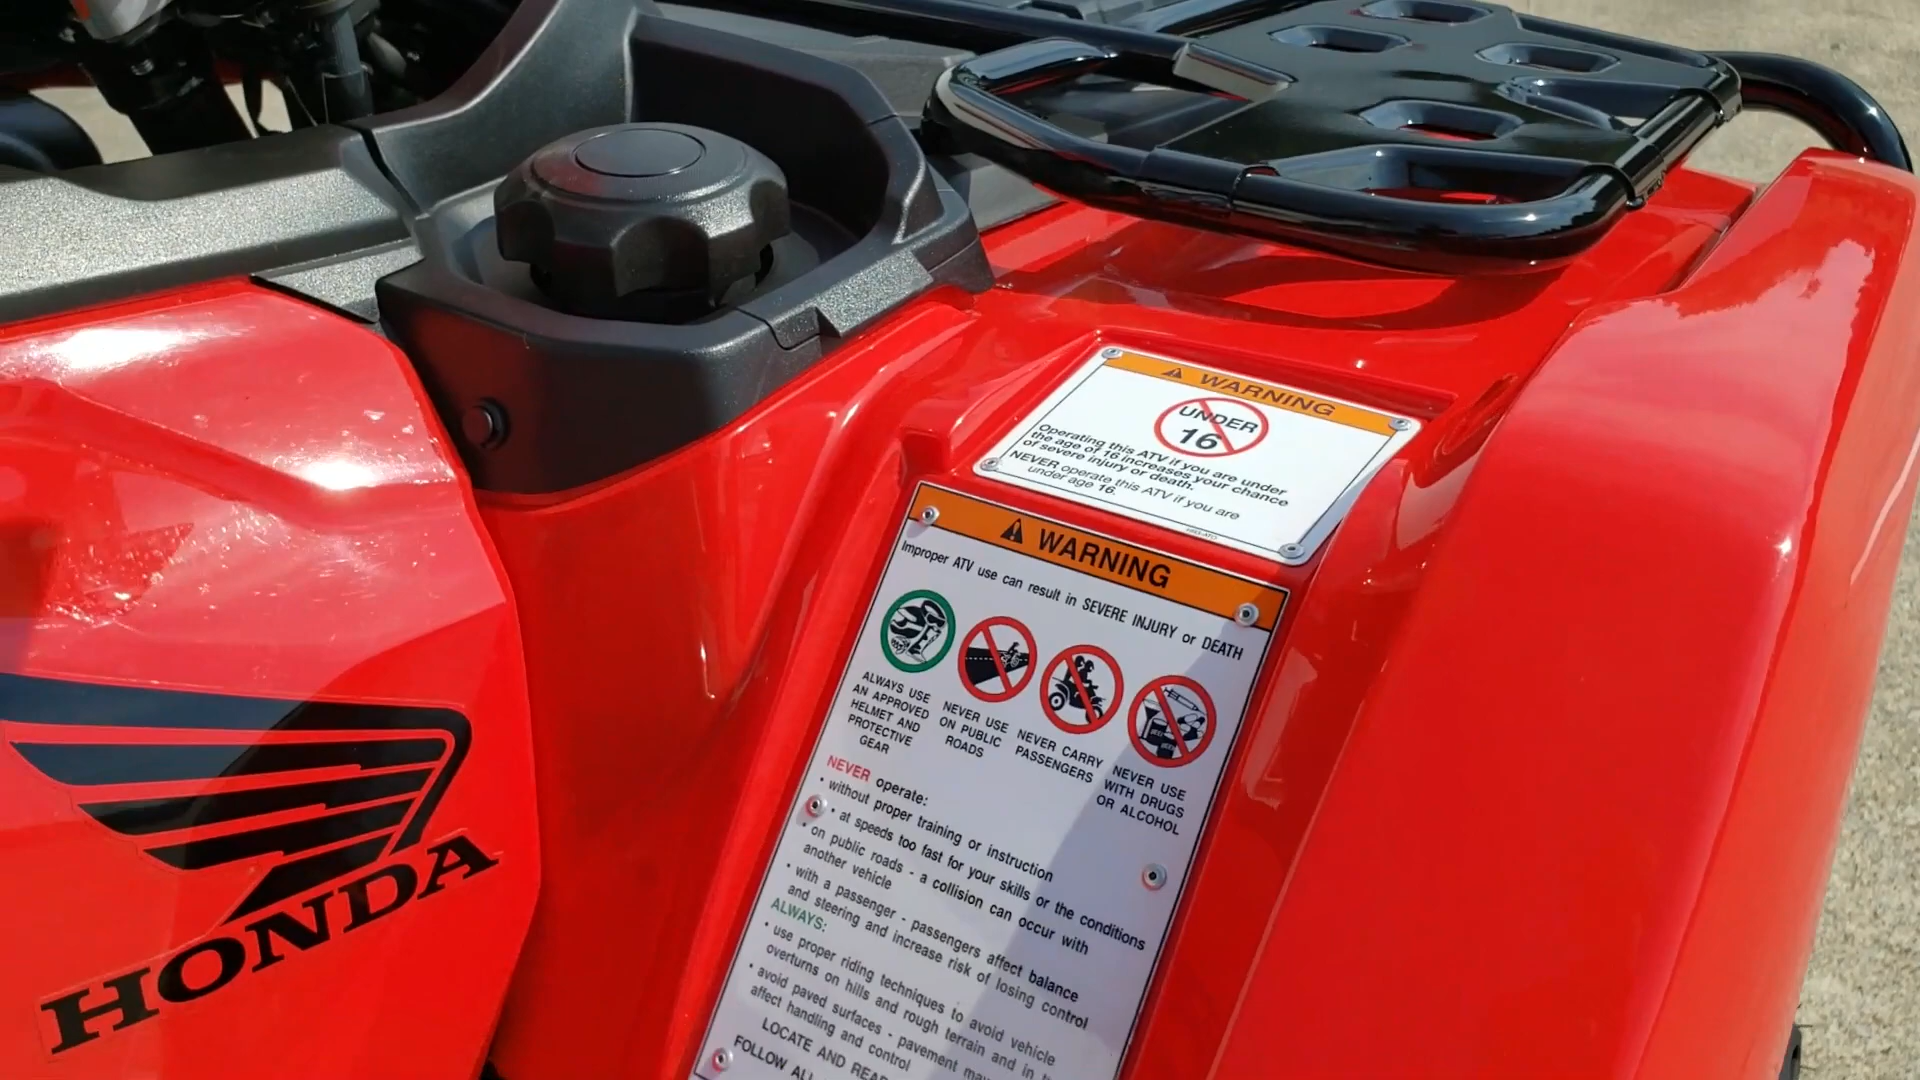 WARNING
UNDER
16
Operating this ATV if you are under
the age of 16 increases your chance
of severe injury or death.
NEVER operate this ATV if you are
under age 16.
WARNING
Improper ATV use can result in SEVERE INJURY or DEATH
ALWAYS USE
AN APPROVED
HELMET AND
PROTECTIVE
GEAR
NEVER USE
ON PUBLIC
ROADS
NEVER CARRY
PASSENGERS
NEVER USE
WITH DRUGS
OR ALCOHOL
NEVER operate:
• without proper training or instruction
• at speeds too fast for your skills or the conditions
• on public roads - a collision can occur with
another vehicle
• with a passenger - passengers affect balance
and steering and increase risk of losing control
ALWAYS:
• use proper riding techniques to avoid vehicle
overturns on hills and rough terrain and in
• avoid paved surfaces - pavement may
affect handling and control
LOCATE AND READ
FOLLOW ALL
HONDA